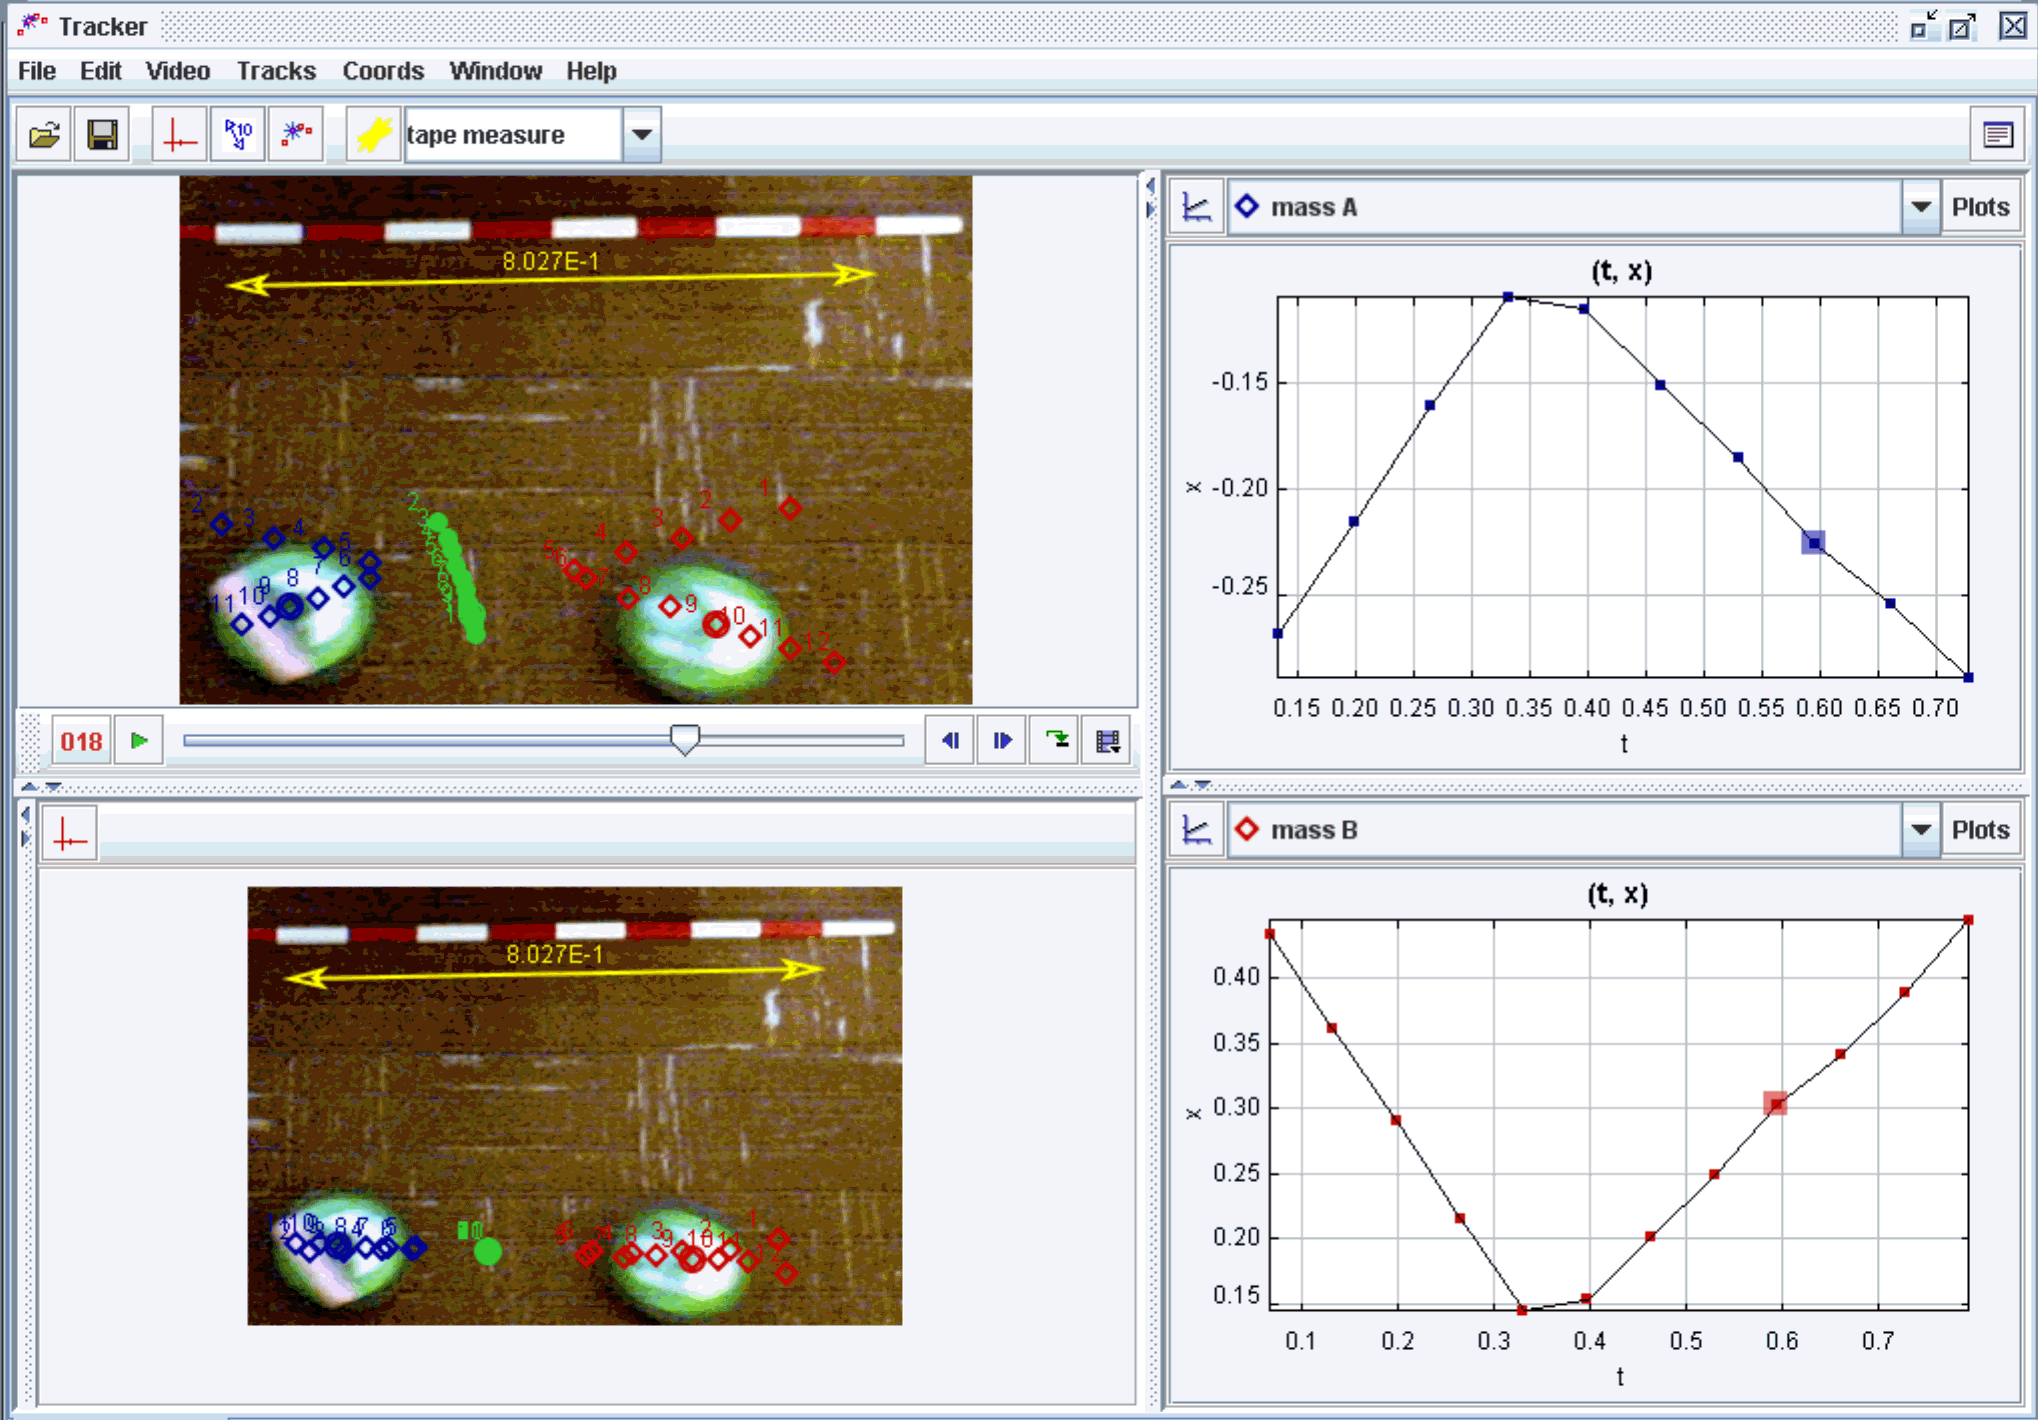 Tracker
File Edit Video Tracks Coords Window Help
tape measure
8.027E-1
2 3 4 5 6 7 8 9 10 11
2
1 2 3 4 5 6 7 8 9 10 11 12
018
8.027E-1
mass A Plots
(t, x)
x
-0.15
-0.20
-0.25
0.15 0.20 0.25 0.30 0.35 0.40 0.45 0.50 0.55 0.60 0.65 0.70
t
mass B Plots
(t, x)
x
0.40
0.35
0.30
0.25
0.20
0.15
0.1 0.2 0.3 0.4 0.5 0.6 0.7
t